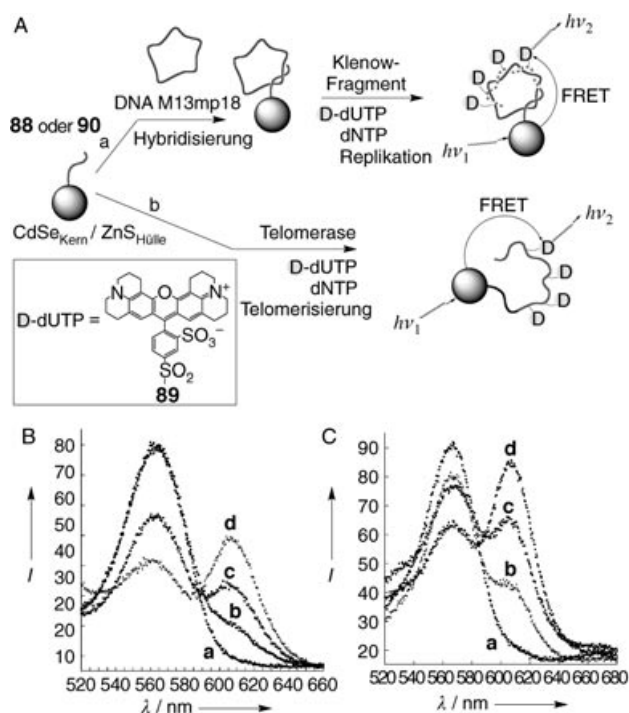 A
DNA M13mp18
Hybridisierung
Klenow-
Fragment
D-dUTP
dNTP
Replikation
D
D
D
D
hν2
FRET
hν1
88 oder 90
a
b
CdSeKern / ZnSHülle
Telomerase
D-dUTP
dNTP
Telomerisierung
FRET
hν2
D
D
D
D
hν1
D-dUTP =
N
O
N+
SO3−
SO2
89
B
80
70
60
50
40
30
20
10
I
a
b
c
d
520 540 560 580 600 620 640 660
λ / nm
C
90
80
70
60
50
40
30
20
I
a
b
c
d
520 540 560 580 600 620 640 660 680
λ / nm